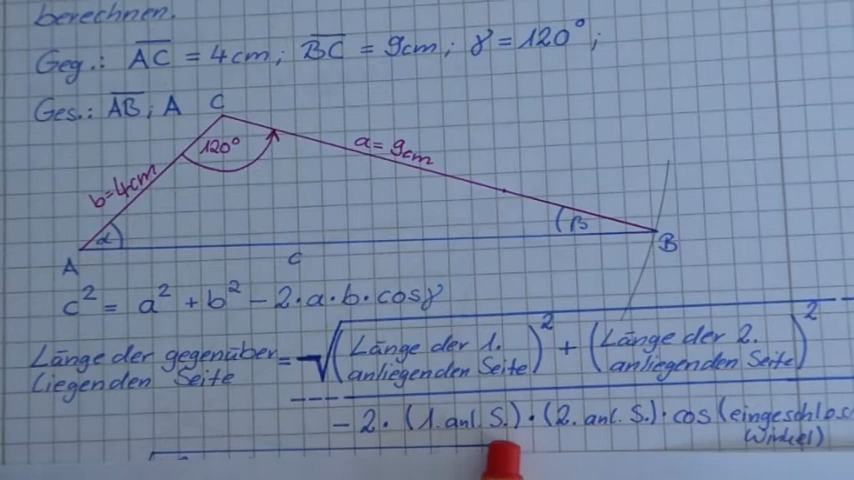 berechnen.
Geg.: AC = 4cm; BC = 9cm; γ = 120°;
Ges.: AB; A
C
120°
a = 9cm
b = 4cm
α
β
A
c
B
c² = a² + b² - 2·a·b·cosγ
Länge der gegenüber = √(Länge der 1. anliegenden Seite)² + (Länge der 2. anliegenden Seite)²
liegenden Seite
- 2·(1. anl. S.)·(2. anl. S.)·cos(eingeschlos
Winkel)